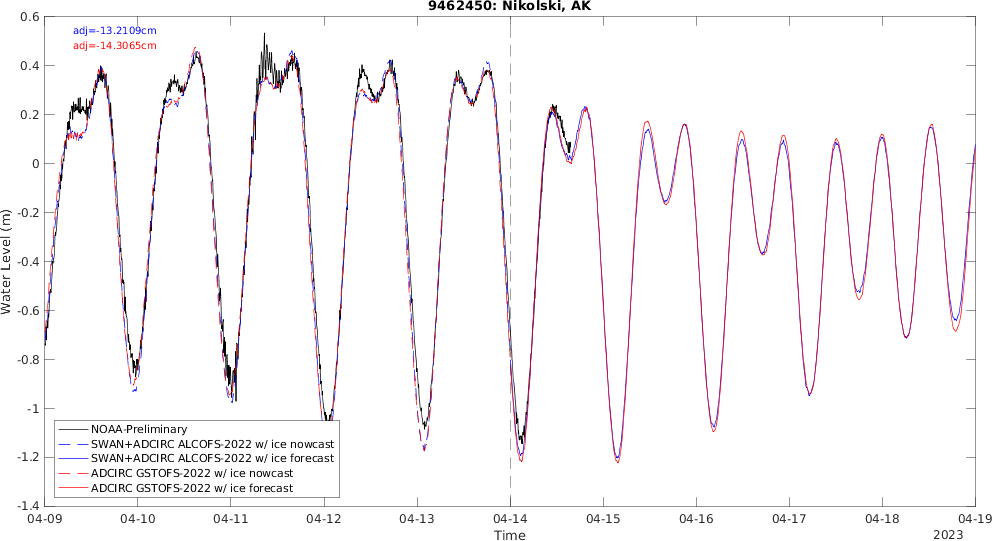 9462450: Nikolski, AK
adj=-13.2109cm
adj=-14.3065cm
0.6
0.4
0.2
0
-0.2
-0.4
-0.6
-0.8
-1
-1.2
-1.4
Water Level (m)
NOAA-Preliminary
SWAN+ADCIRC ALCOFS-2022 w/ ice nowcast
SWAN+ADCIRC ALCOFS-2022 w/ ice forecast
ADCIRC GSTOFS-2022 w/ ice nowcast
ADCIRC GSTOFS-2022 w/ ice forecast
04-09 04-10 04-11 04-12 04-13 04-14 04-15 04-16 04-17 04-18 04-19
Time
2023